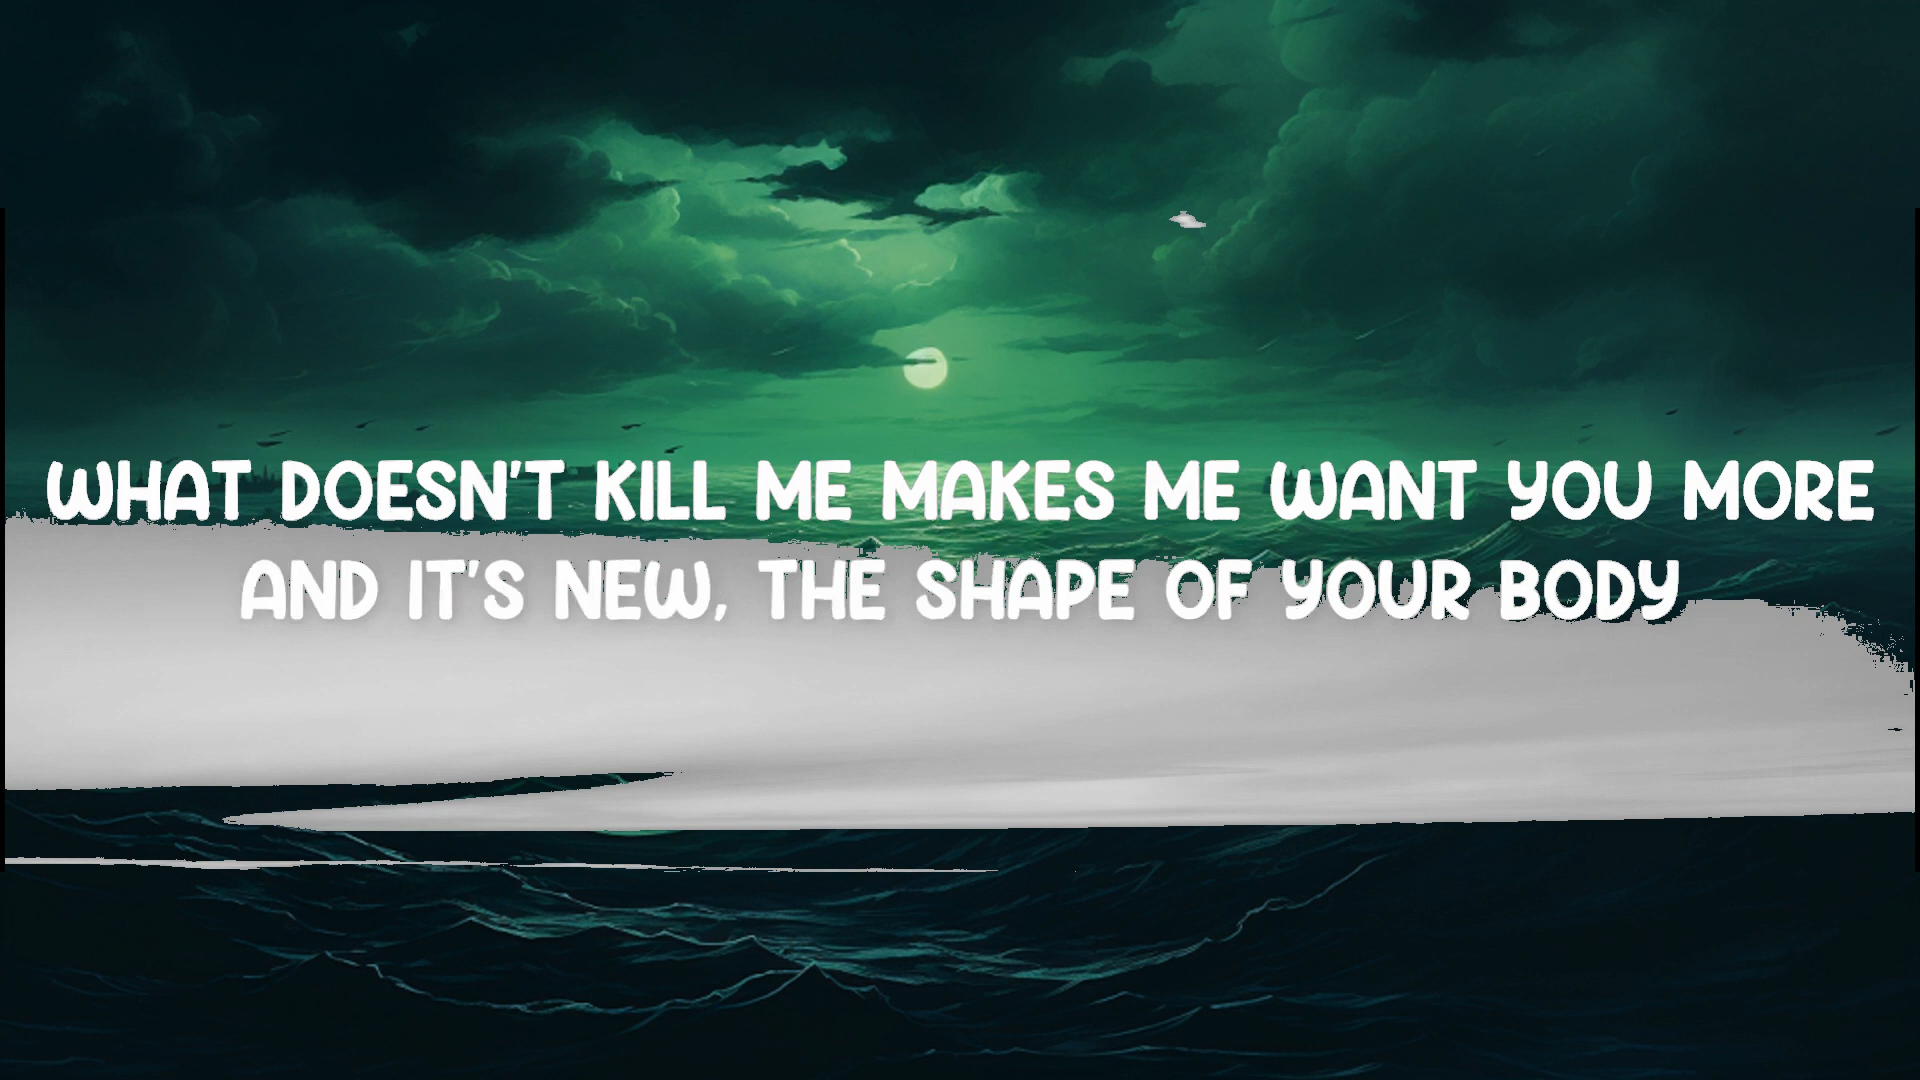 WHAT DOESN'T KILL ME MAKES ME WANT YOU MORE
AND IT'S NEW, THE SHAPE OF YOUR BODY